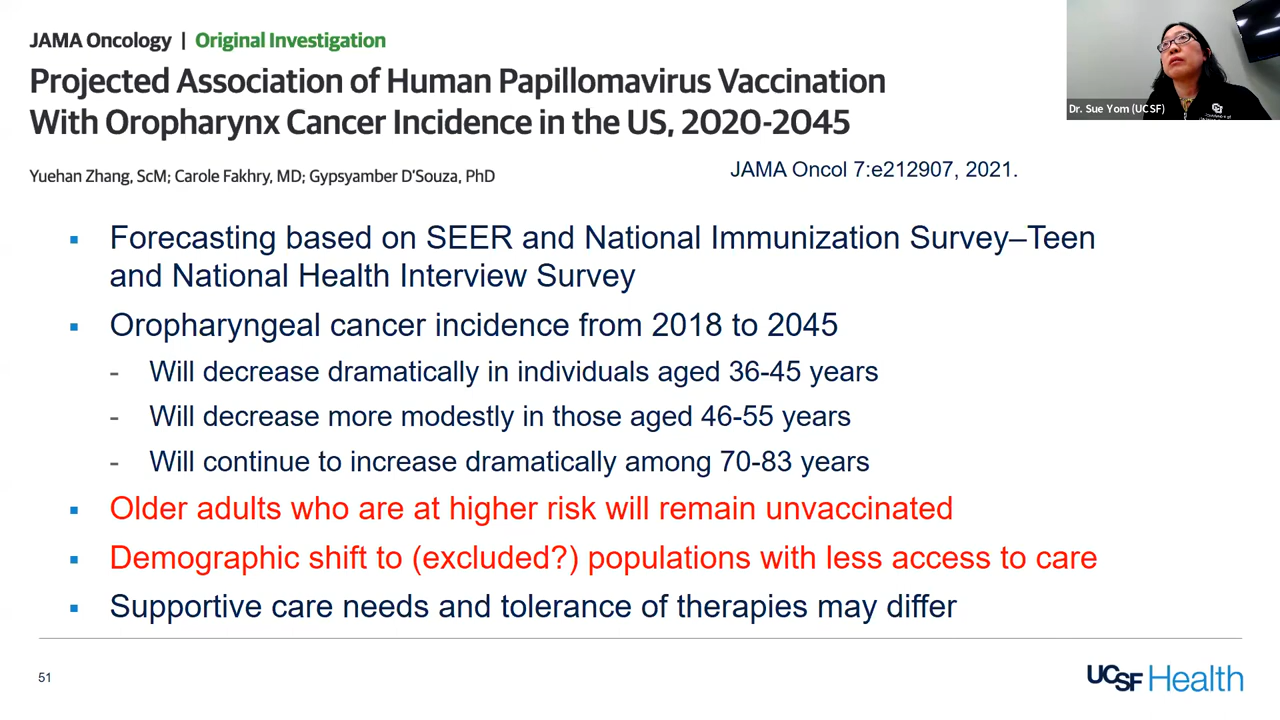 JAMA Oncology | Original Investigation
Projected Association of Human Papillomavirus Vaccination
With Oropharynx Cancer Incidence in the US, 2020-2045
Yuehan Zhang, ScM; Carole Fakhry, MD; Gypsyamber D'Souza, PhD
JAMA Oncol 7:e212907, 2021.
Dr. Sue Yom (UCSF)
▪ Forecasting based on SEER and National Immunization Survey–Teen
and National Health Interview Survey
▪ Oropharyngeal cancer incidence from 2018 to 2045
- Will decrease dramatically in individuals aged 36-45 years
- Will decrease more modestly in those aged 46-55 years
- Will continue to increase dramatically among 70-83 years
▪ Older adults who are at higher risk will remain unvaccinated
▪ Demographic shift to (excluded?) populations with less access to care
▪ Supportive care needs and tolerance of therapies may differ
51
UCSF Health